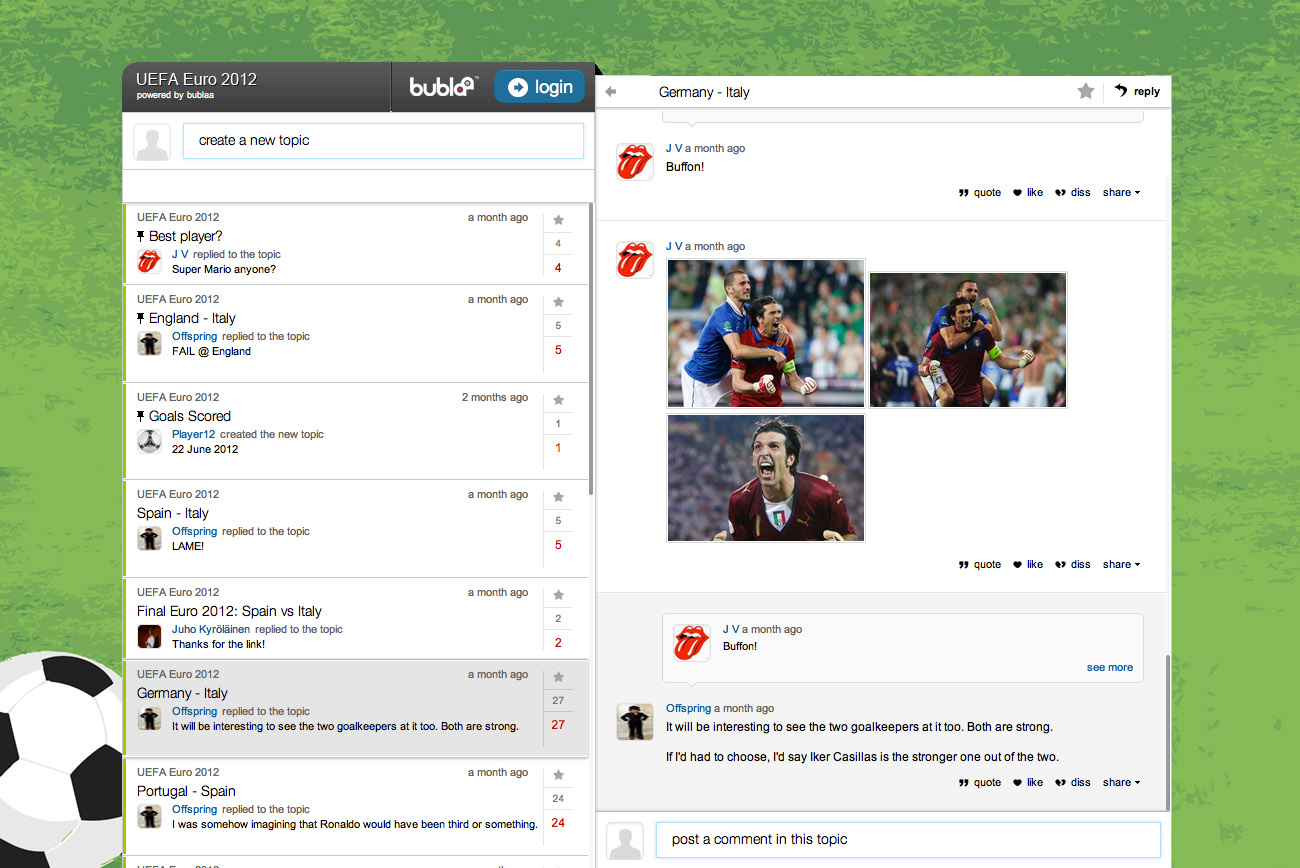 UEFA Euro 2012
powered by bublaa
bublaa™
login
create a new topic
UEFA Euro 2012
a month ago
Best player?
4
J V replied to the topic
Super Mario anyone?
4
UEFA Euro 2012
a month ago
England - Italy
5
Offspring replied to the topic
FAIL @ England
5
UEFA Euro 2012
2 months ago
Goals Scored
1
Player12 created the new topic
22 June 2012
1
UEFA Euro 2012
a month ago
Spain - Italy
5
Offspring replied to the topic
LAME!
5
UEFA Euro 2012
a month ago
Final Euro 2012: Spain vs Italy
2
Juho Kyröläinen replied to the topic
Thanks for the link!
2
UEFA Euro 2012
a month ago
Germany - Italy
27
Offspring replied to the topic
It will be interesting to see the two goalkeepers at it too. Both are strong.
27
UEFA Euro 2012
a month ago
Portugal - Spain
24
Offspring replied to the topic
I was somehow imagining that Ronaldo would have been third or something.
24
UEFA Euro 2012
a month ago
Germany - Italy
reply
J V a month ago
Buffon!
quote like diss share
J V a month ago
quote like diss share
J V a month ago
Buffon!
see more
Offspring a month ago
It will be interesting to see the two goalkeepers at it too. Both are strong.
If I'd had to choose, I'd say Iker Casillas is the stronger one out of the two.
quote like diss share
post a comment in this topic